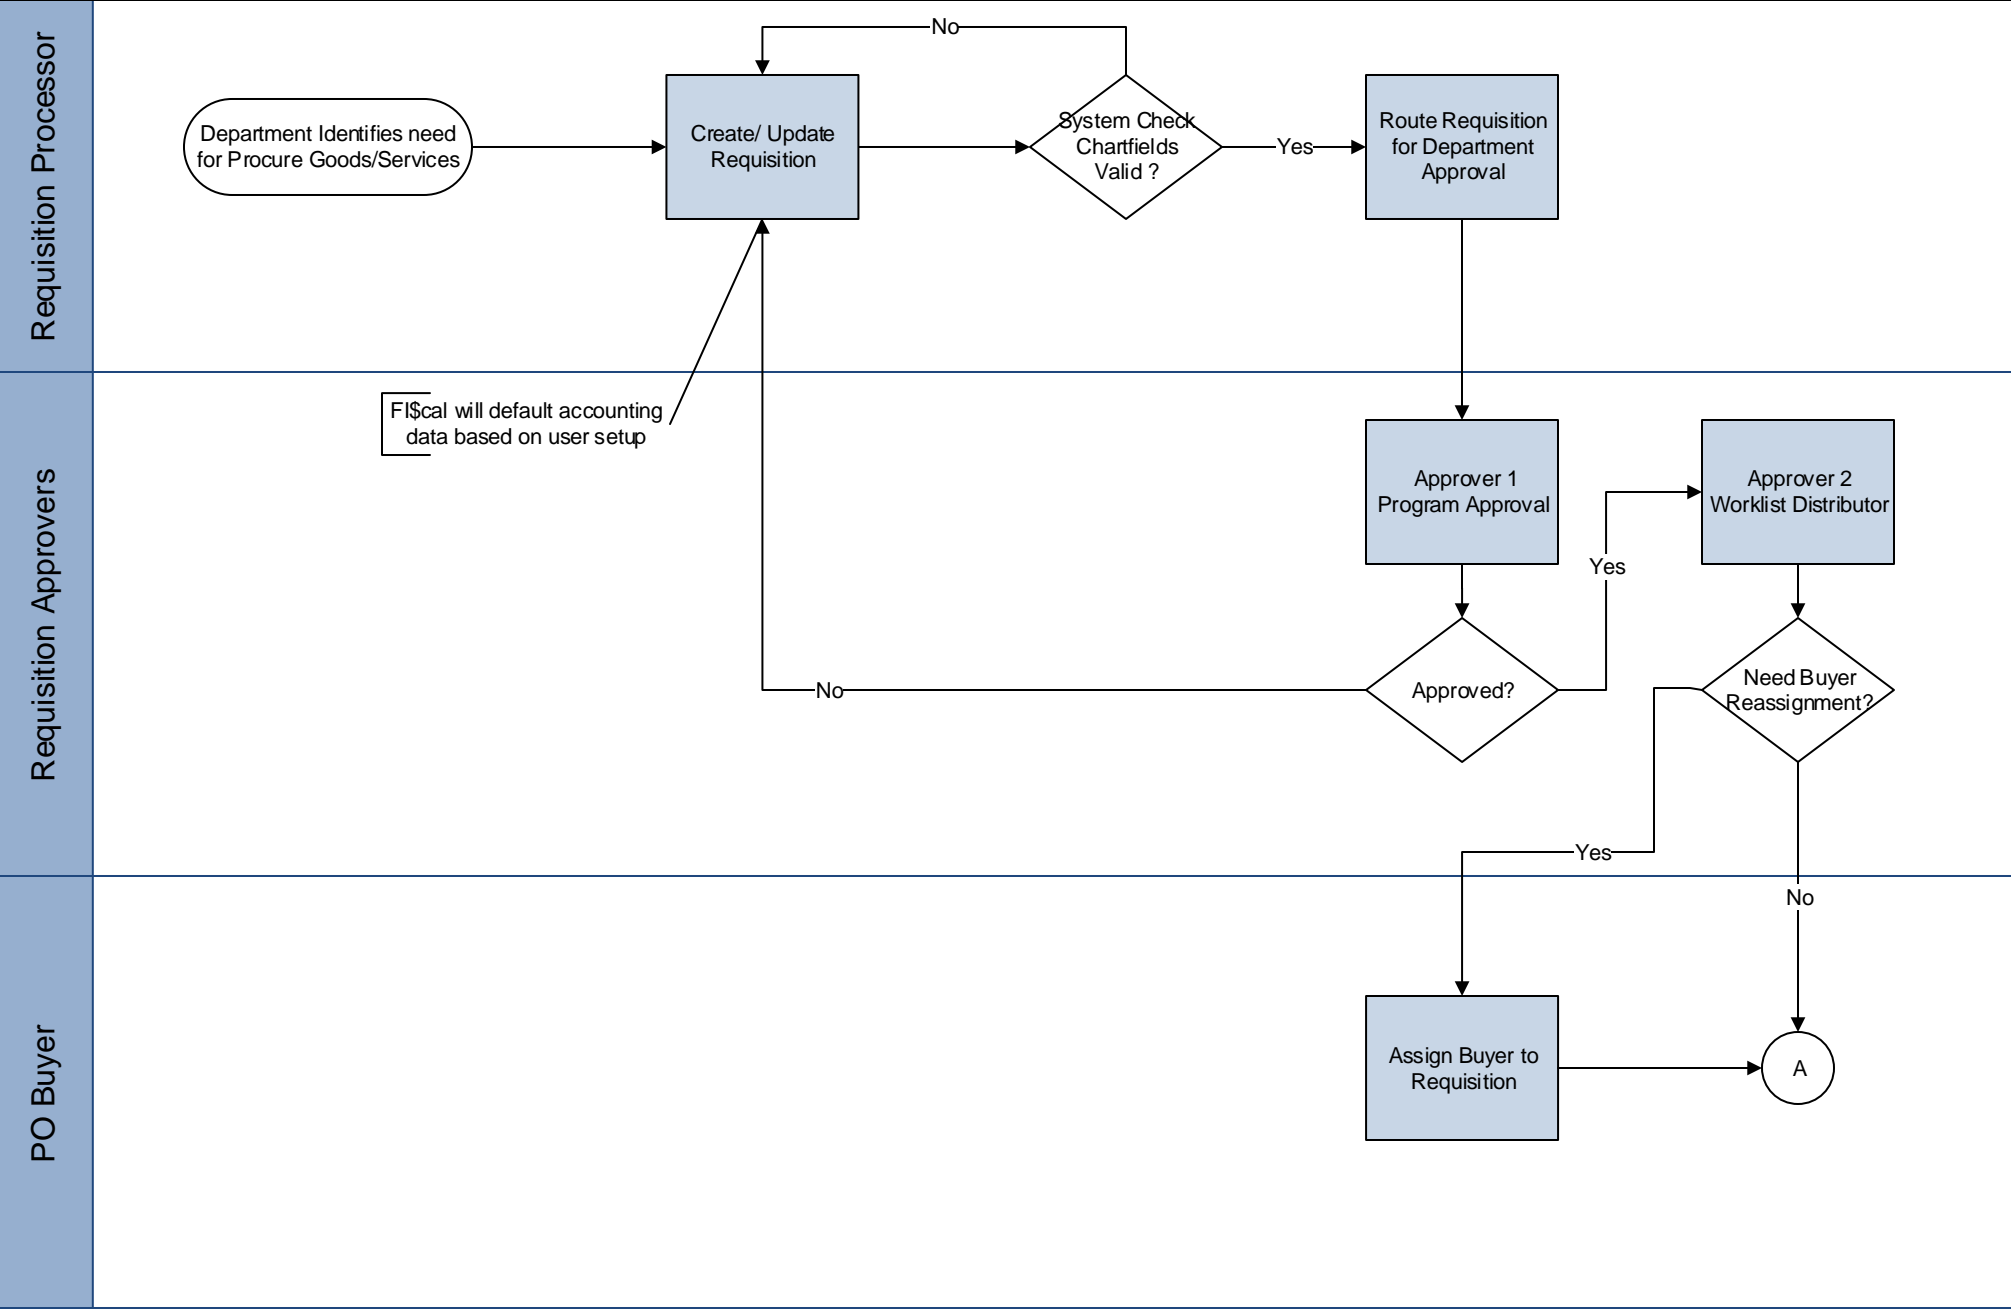 Requisition Processor
No
Department Identifies need
for Procure Goods/Services
Create/ Update
Requisition
System Check
Chartfields
Valid ?
Yes
Route Requisition
for Department
Approval
Requisition Approvers
FI$cal will default accounting
data based on user setup
Approver 1
Program Approval
Approver 2
Worklist Distributor
Yes
No
Approved?
Need Buyer
Reassignment?
Yes
PO Buyer
No
Assign Buyer to
Requisition
A